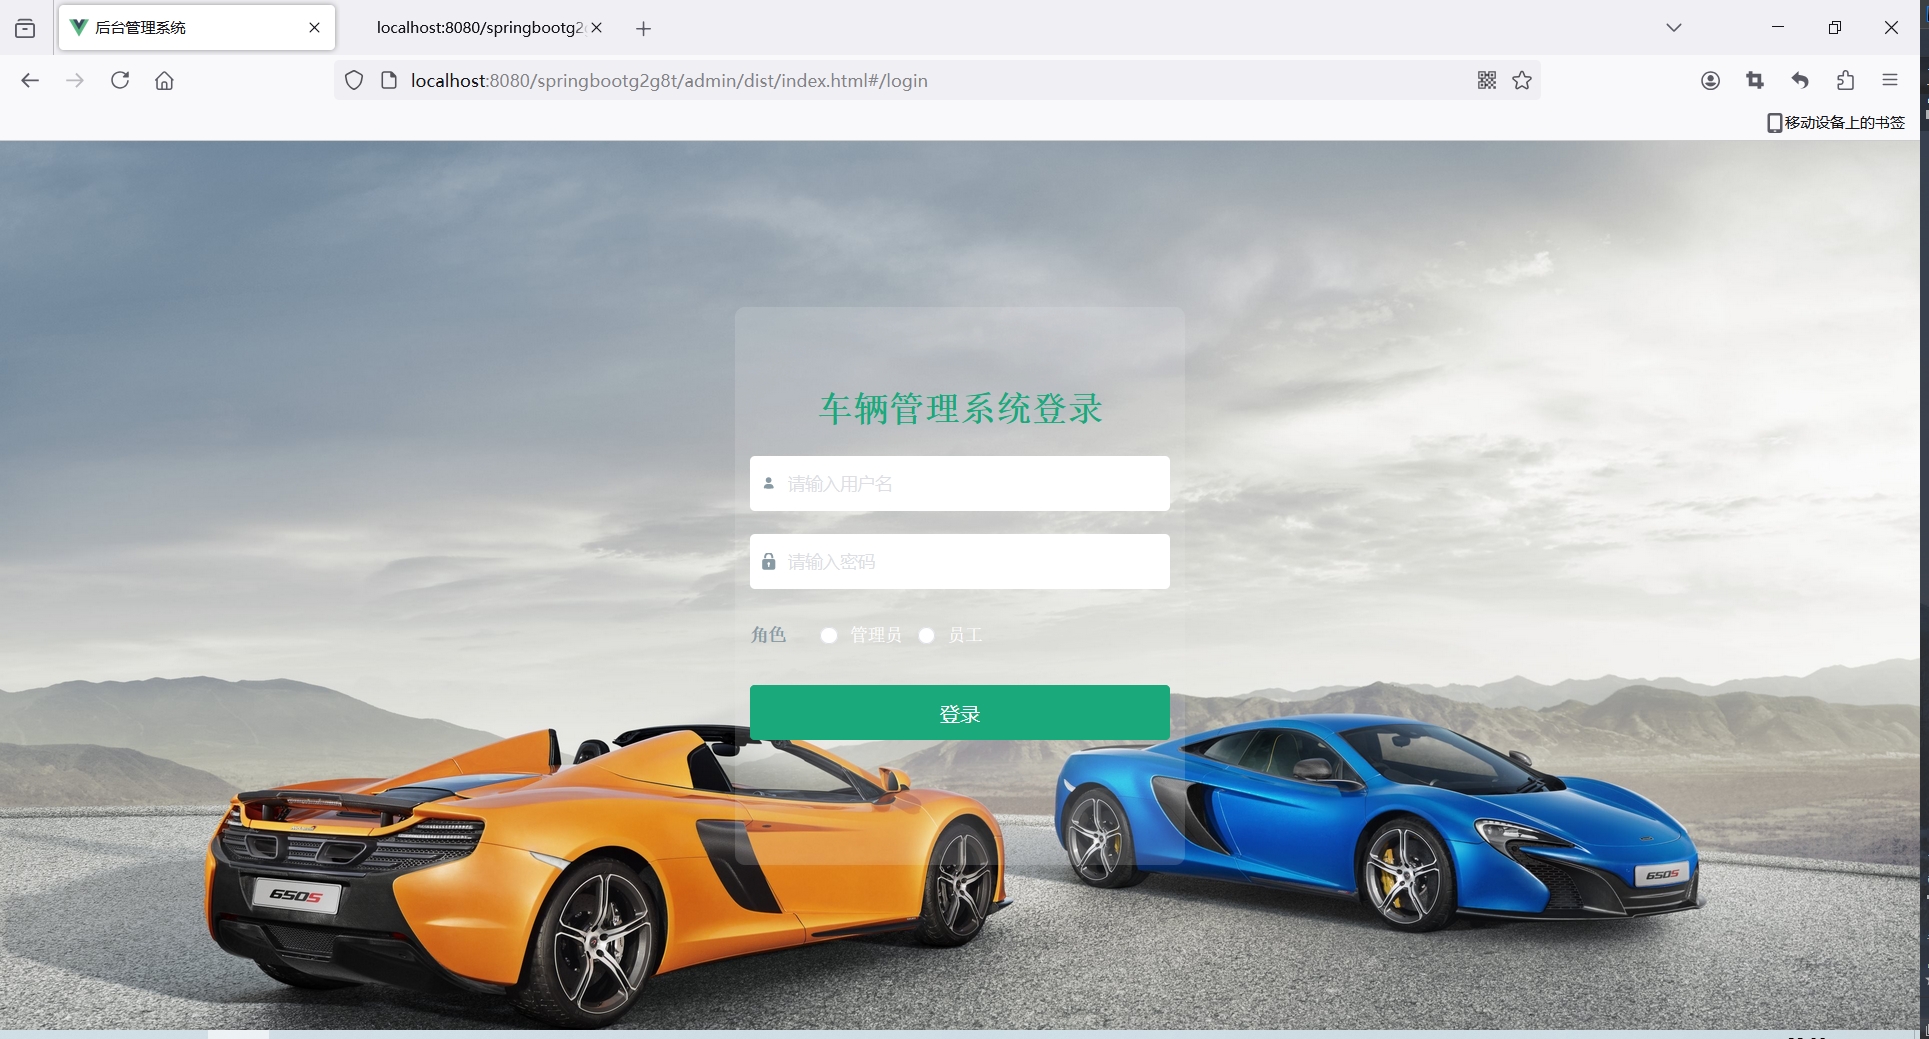 后台管理系统
localhost:8080/springbootg2
localhost:8080/springbootg2g8t/admin/dist/index.html#/login
移动设备上的书签
车辆管理系统登录
请输入用户名
请输入密码
角色 管理员 员工
登录
650S
650S